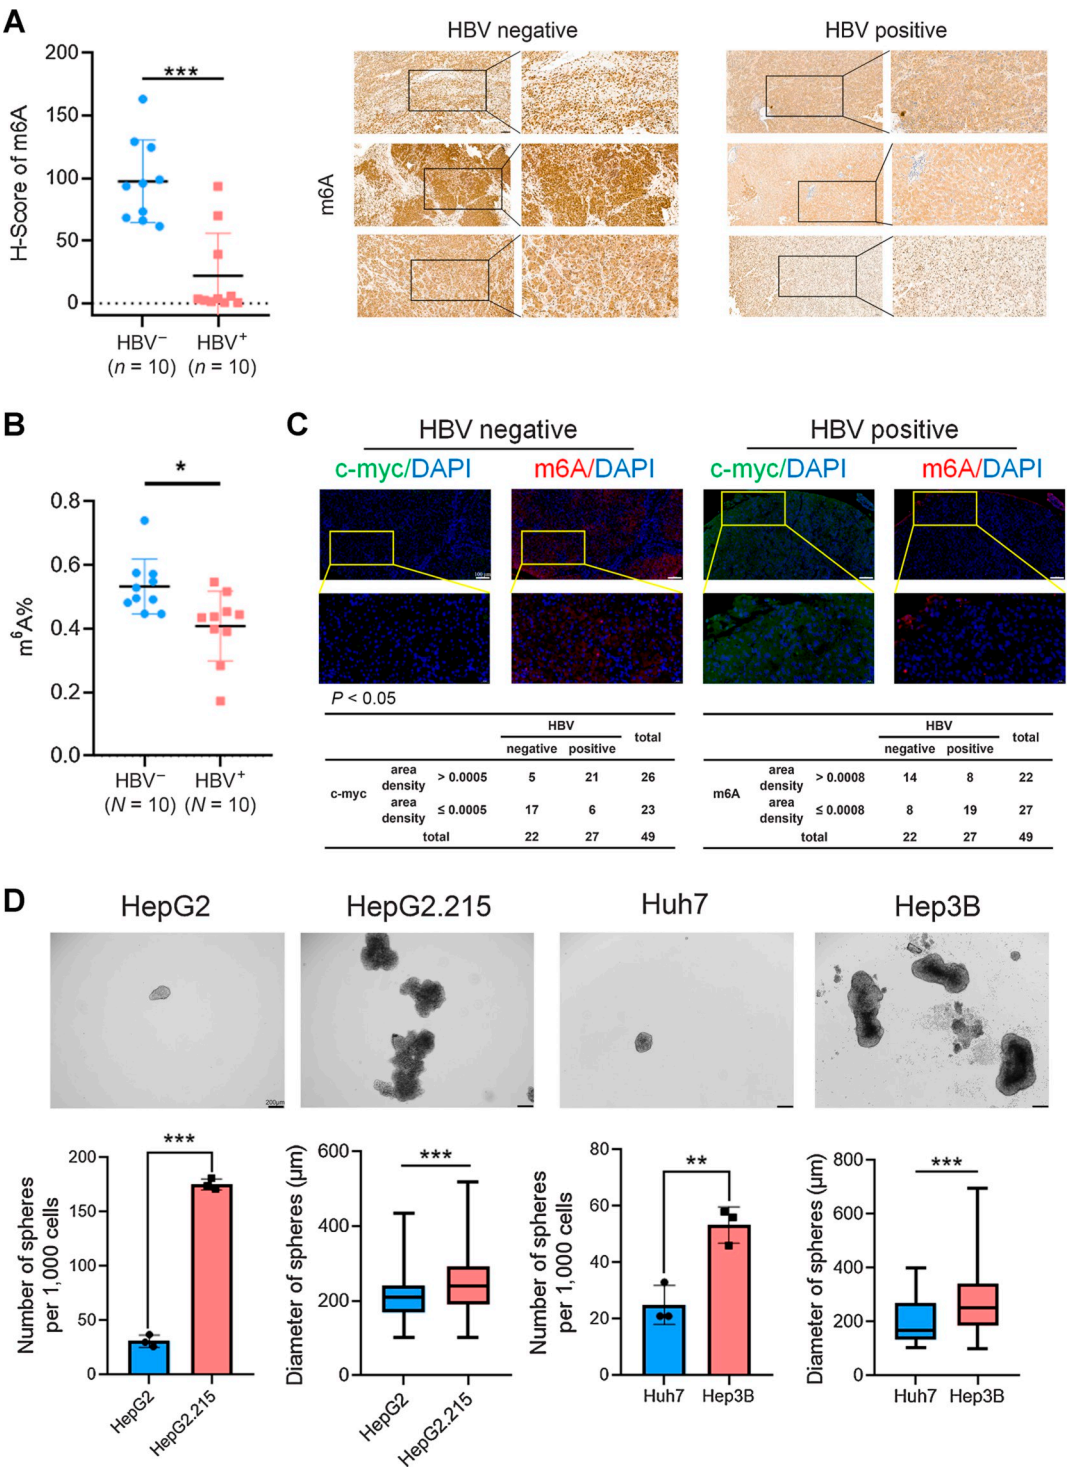 A
HBV negative
HBV positive
H-Score of m6A
200
150
100
50
0
***
HBV⁻
(n = 10)
HBV⁺
(n = 10)
m6A
B
m⁶A%
0.8
0.6
0.4
0.2
0.0
*
HBV⁻
(N = 10)
HBV⁺
(N = 10)
C
HBV negative
HBV positive
c-myc/DAPI
m6A/DAPI
c-myc/DAPI
m6A/DAPI
100 µm
P < 0.05
HBV
total
negative positive
c-myc
area density > 0.0005 5 21 26
area density ≤ 0.0005 17 6 23
total 22 27 49
HBV
total
negative positive
m6A
area density > 0.0008 14 8 22
area density ≤ 0.0008 8 19 27
total 22 27 49
D
HepG2
HepG2.215
Huh7
Hep3B
200µm
Number of spheres
per 1,000 cells
200
150
100
50
0
***
HepG2
HepG2.215
Diameter of spheres (µm)
600
400
200
0
***
HepG2
HepG2.215
Number of spheres
per 1,000 cells
80
60
40
20
0
**
Huh7
Hep3B
Diameter of spheres (µm)
800
600
400
200
0
***
Huh7
Hep3B